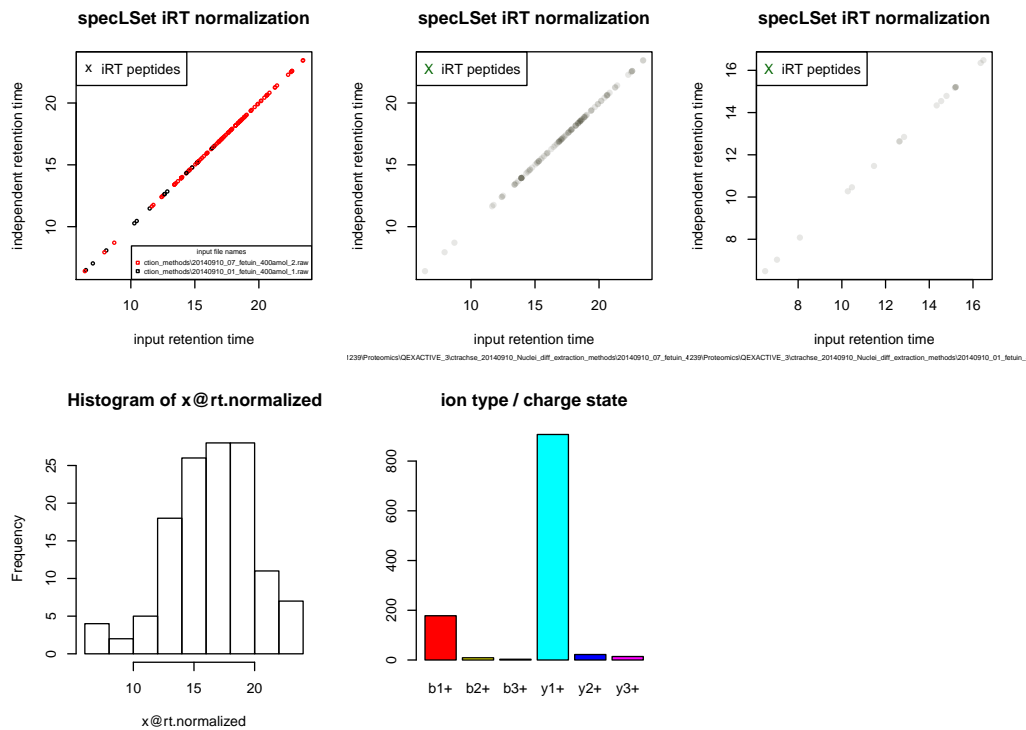 specLSet iRT normalization
x iRT peptides
independent retention time
10
15
20
input file names
ction_methods\20140910_07_fetuin_400amol_2.raw
ction_methods\20140910_01_fetuin_400amol_1.raw
10
15
20
input retention time
specLSet iRT normalization
X iRT peptides
independent retention time
10
15
20
10
15
20
input retention time
specLSet iRT normalization
X iRT peptides
independent retention time
8
10
12
14
16
8
10
12
14
16
input retention time
1239\Proteomics\QEXACTIVE_3\ctrachse_20140910_Nuclei_diff_extraction_methods\20140910_07_fetuin_
4239\Proteomics\QEXACTIVE_3\ctrachse_20140910_Nuclei_diff_extraction_methods\20140910_01_fetuin_
Histogram of x@rt.normalized
Frequency
0
5
10
15
20
25
10
15
20
x@rt.normalized
ion type / charge state
0
200
400
600
800
b1+
b2+
b3+
y1+
y2+
y3+